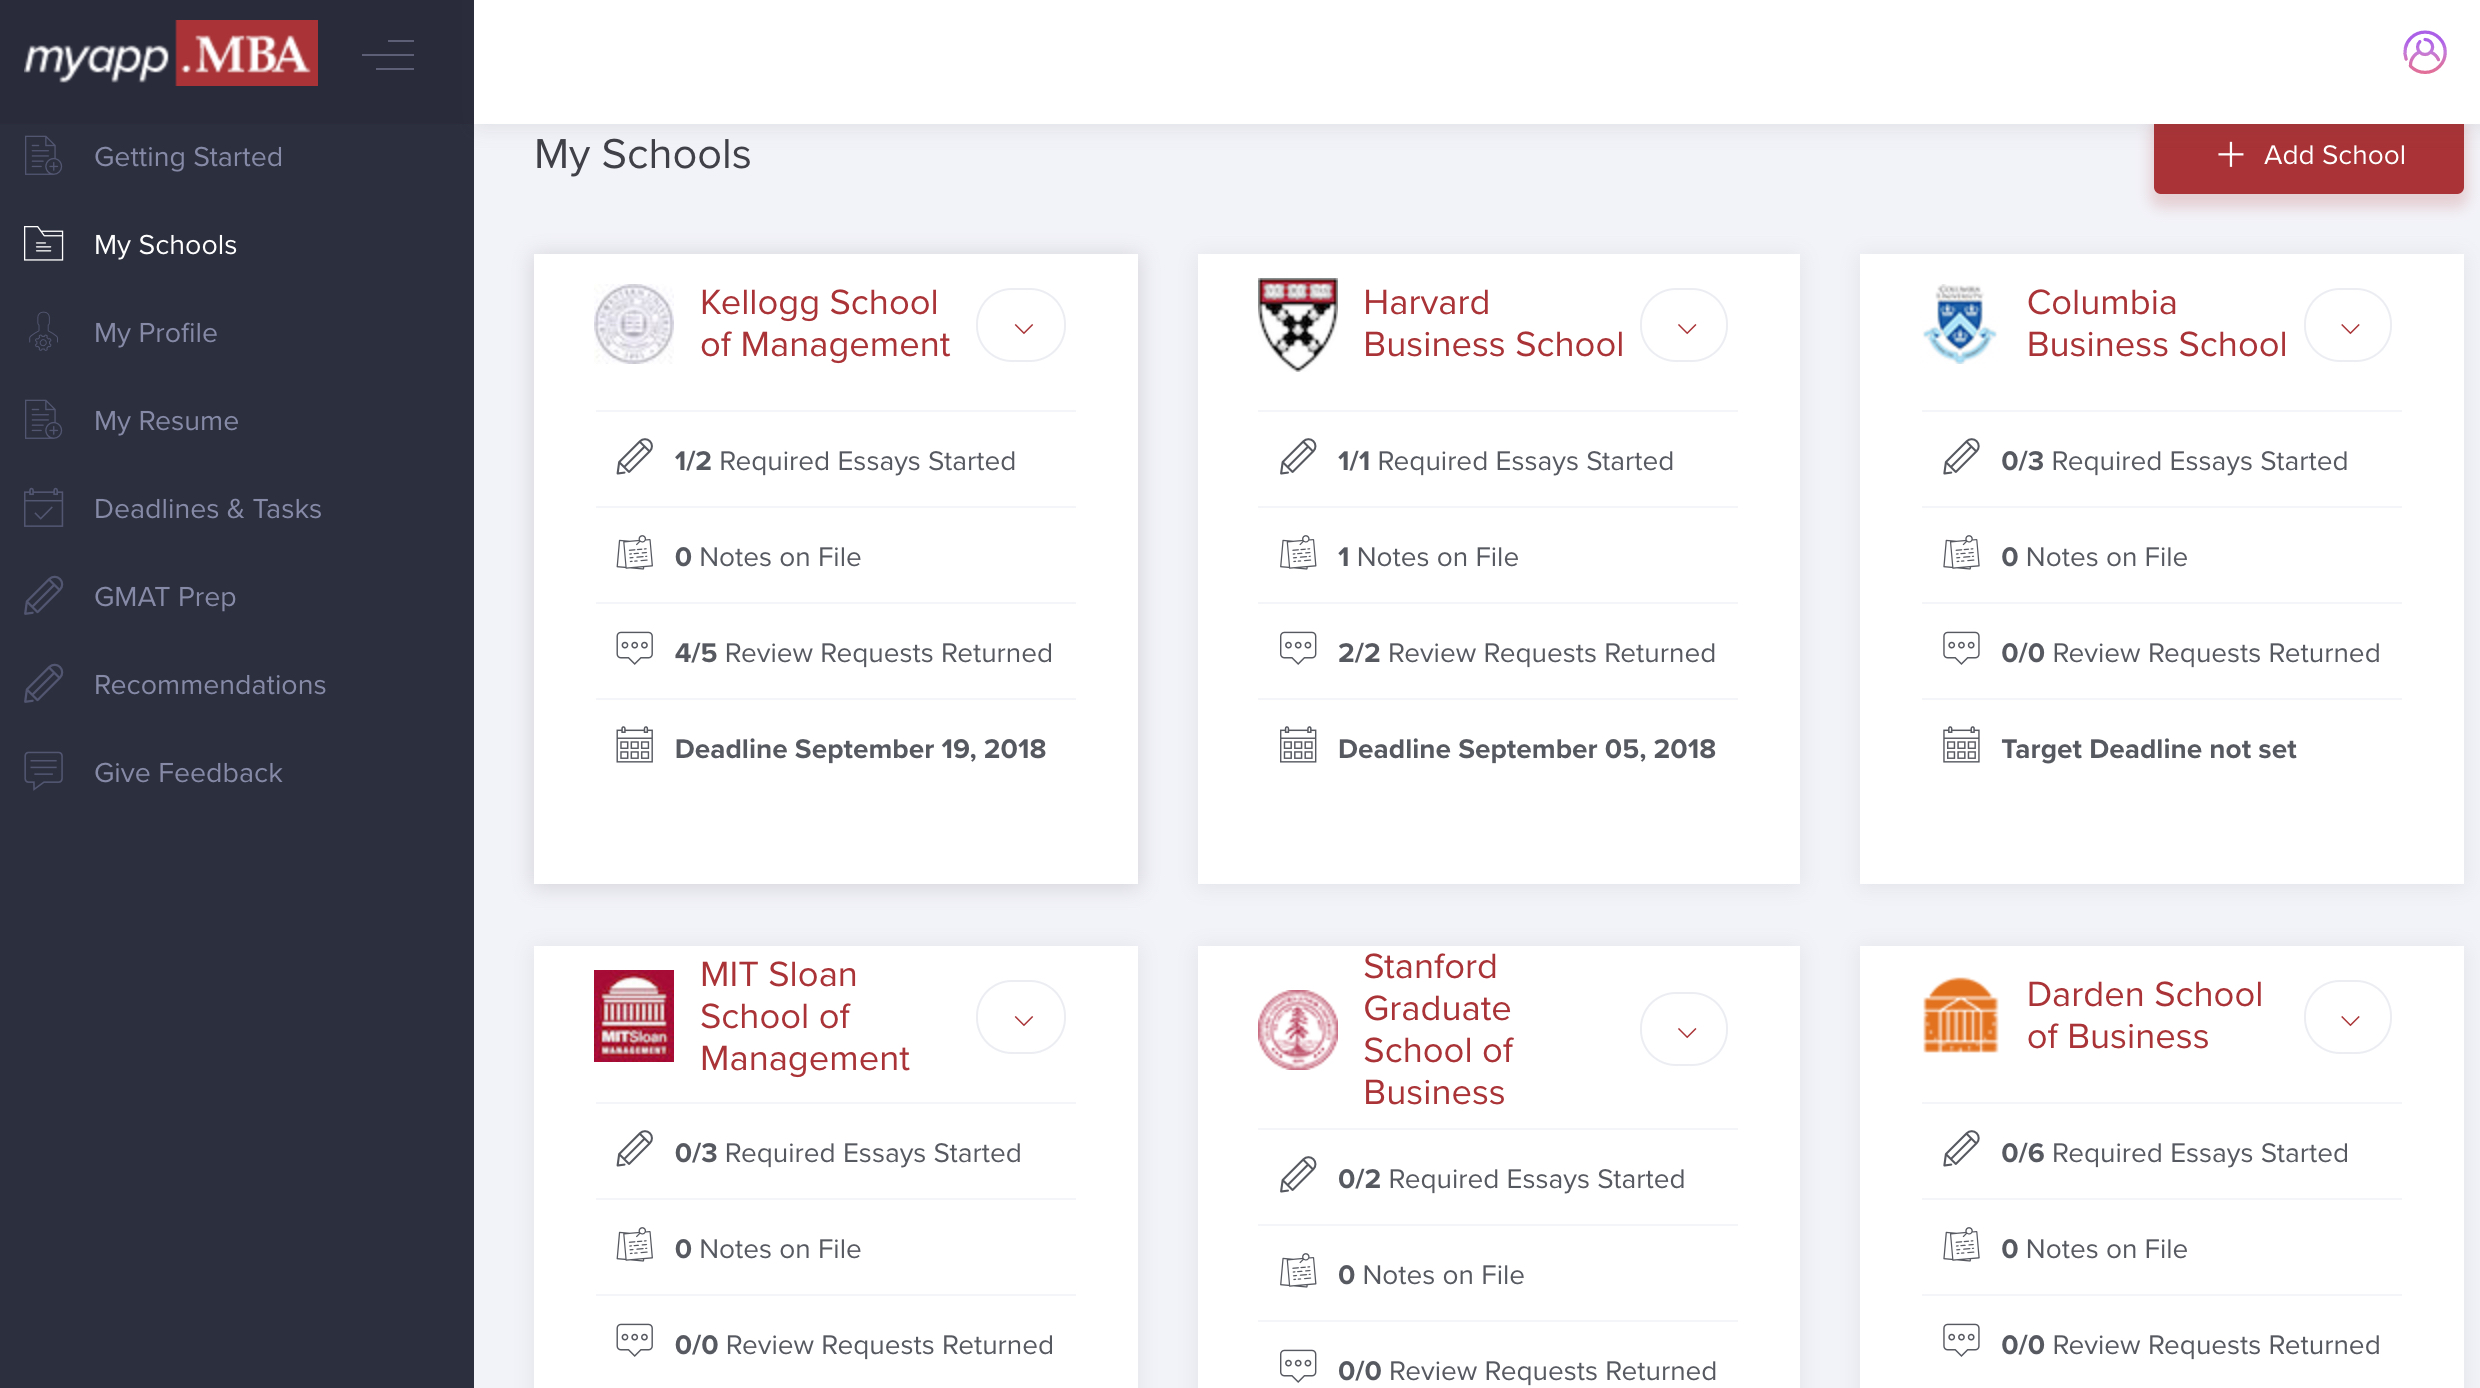 myapp.MBA
Getting Started
My Schools
My Profile
My Resume
Deadlines & Tasks
GMAT Prep
Recommendations
Give Feedback
My Schools
+ Add School
Kellogg School
of Management
1/2 Required Essays Started
0 Notes on File
4/5 Review Requests Returned
Deadline September 19, 2018
Harvard
Business School
1/1 Required Essays Started
1 Notes on File
2/2 Review Requests Returned
Deadline September 05, 2018
COLUMBIA
UNIVERSITY
Columbia
Business School
0/3 Required Essays Started
0 Notes on File
0/0 Review Requests Returned
Target Deadline not set
MITSloan
MANAGEMENT
MIT Sloan
School of
Management
0/3 Required Essays Started
0 Notes on File
0/0 Review Requests Returned
Stanford
Graduate
School of
Business
0/2 Required Essays Started
0 Notes on File
0/0 Review Requests Returned
Darden School
of Business
0/6 Required Essays Started
0 Notes on File
0/0 Review Requests Returned